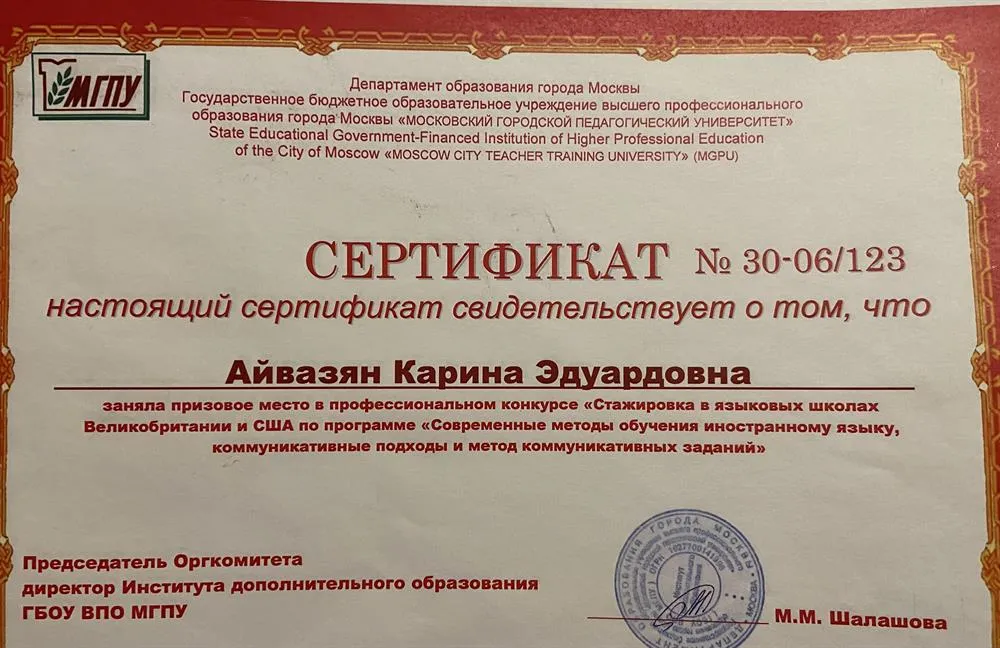 МГПУ
Департамент образования города Москвы
Государственное бюджетное образовательное учреждение высшего профессионального
образования города Москвы «МОСКОВСКИЙ ГОРОДСКОЙ ПЕДАГОГИЧЕСКИЙ УНИВЕРСИТЕТ»
State Educational Government-Financed Institution of Higher Professional Education
of the City of Moscow «MOSCOW CITY TEACHER TRAINING UNIVERSITY» (MGPU)
СЕРТИФИКАТ № 30-06/123
настоящий сертификат свидетельствует о том, что
Айвазян Карина Эдуардовна
заняла призовое место в профессиональном конкурсе «Стажировка в языковых школах
Великобритании и США по программе «Современные методы обучения иностранному языку,
коммуникативные подходы и метод коммуникативных заданий»
Председатель Оргкомитета
директор Института дополнительного образования
ГБОУ ВПО МГПУ
М.М. Шалашова
ГОРОДА МОСКВЫ